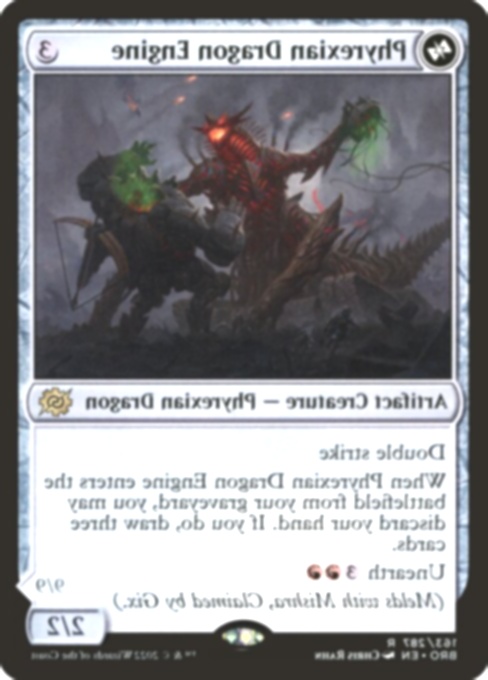 Phyrexian Dragon Engine 3
Artifact Creature — Phyrexian Dragon
Double strike
When Phyrexian Dragon Engine enters the
battlefield from your graveyard, you may
discard your hand. If you do, draw three
cards.
Unearth 3
(Melds with Mishra, Claimed by Gix.)
9/9
2/2
163/287 R
BRO • EN Chris Rahn
™ & © 2022 Wizards of the Coast